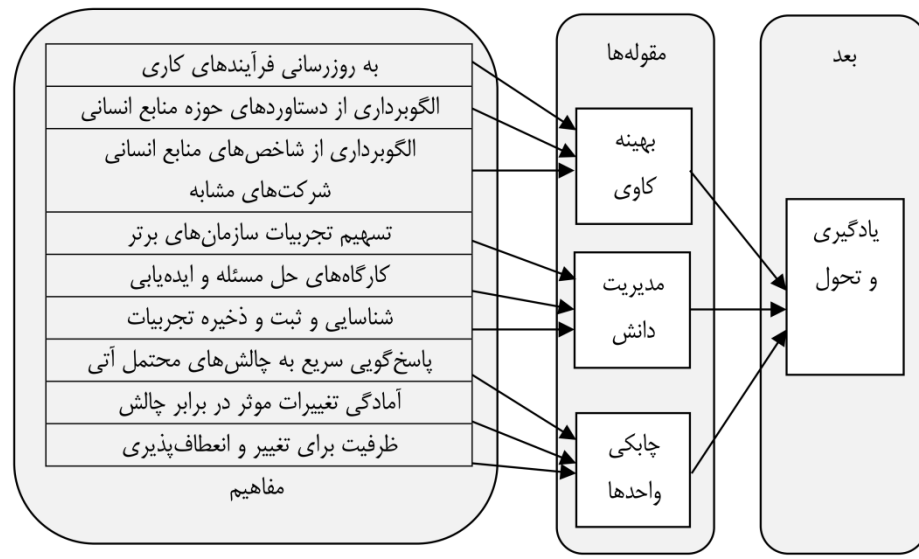 به روزرسانی فرآیندهای کاری
الگوبرداری از دستاوردهای حوزه منابع انسانی
الگوبرداری از شاخص‌های منابع انسانی
شرکت‌های مشابه
تسهیم تجربیات سازمان‌های برتر
کارگاه‌های حل مسئله و ایده‌یابی
شناسایی و ثبت و ذخیره تجربیات
پاسخ‌گویی سریع به چالش‌های محتمل آتی
آمادگی تغییرات موثر در برابر چالش
ظرفیت برای تغییر و انعطاف‌پذیری
مفاهیم
مقوله‌ها
بهینه
کاوی
مدیریت
دانش
چابکی
واحدها
بعد
یادگیری
و تحول